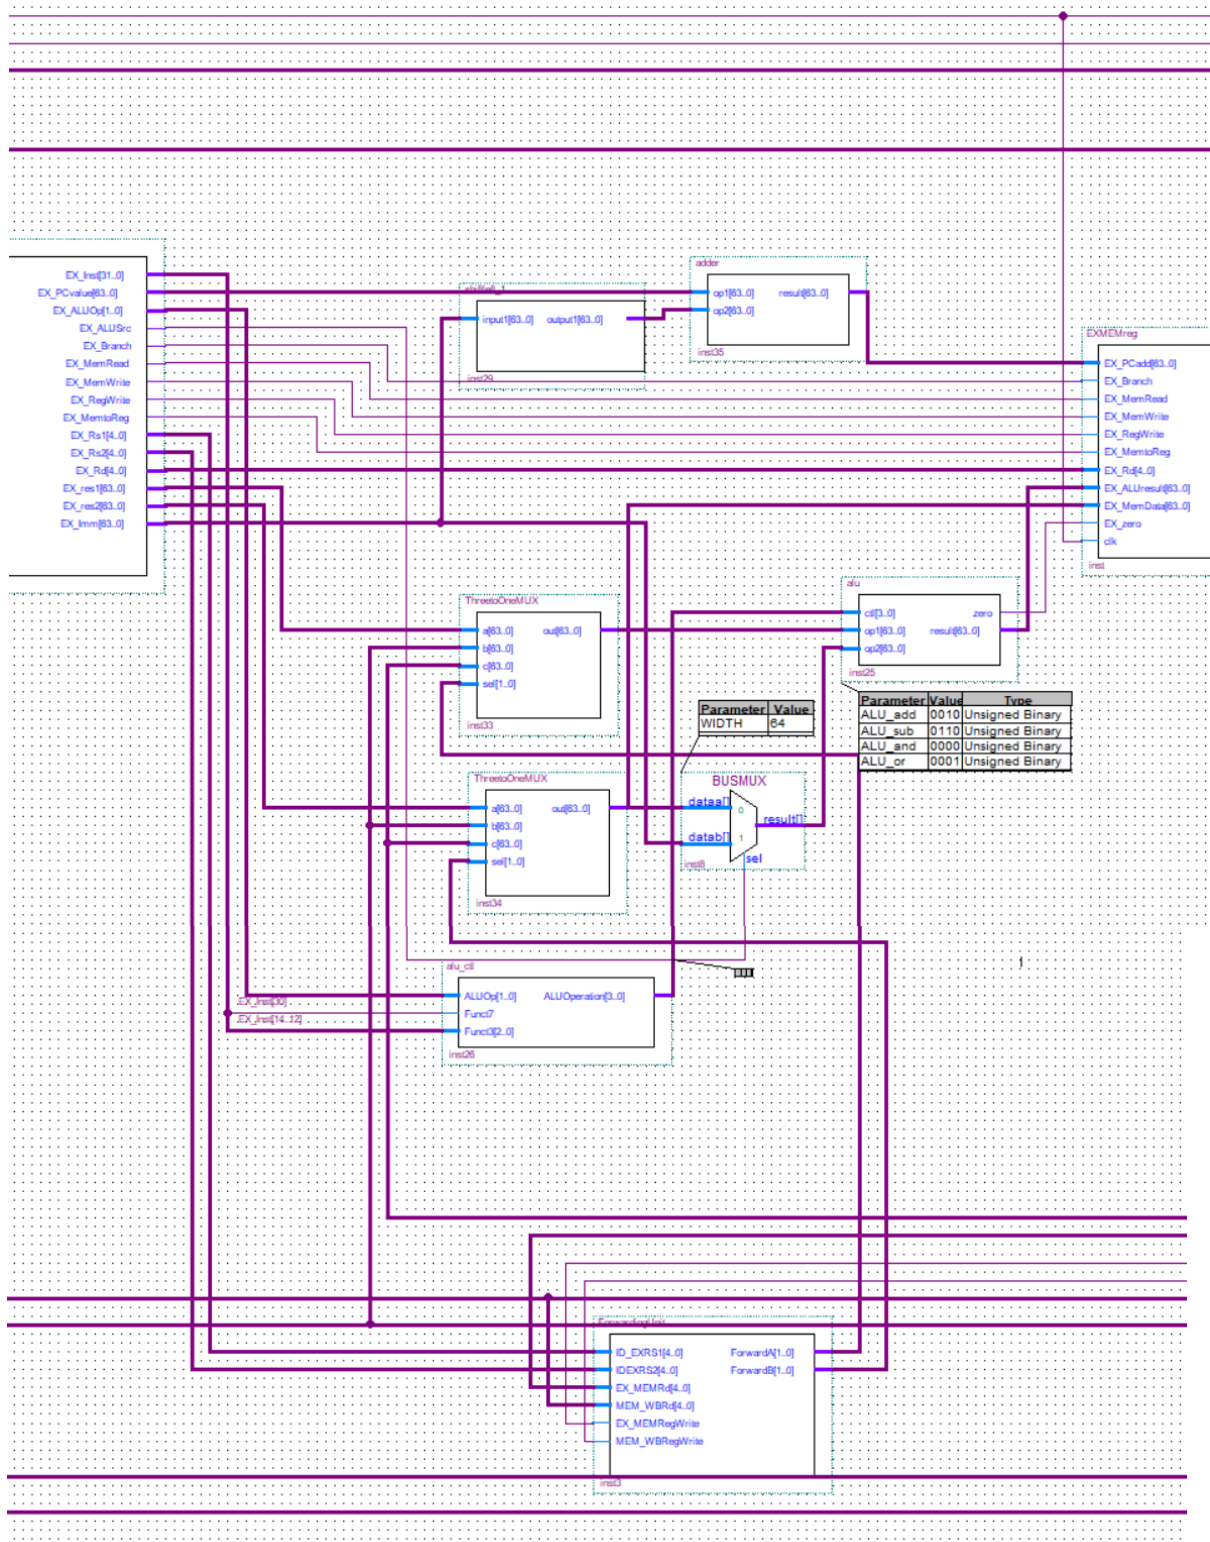 EX_Inst[31..0]
EX_PCvalue[63..0]
EX_ALUOp[1..0]
EX_ALUSrc
EX_Branch
EX_MemRead
EX_MemWrite
EX_RegWrite
EX_MemtoReg
EX_Rs1[4..0]
EX_Rs2[4..0]
EX_Rd[4..0]
EX_res1[63..0]
EX_res2[63..0]
EX_Imm[63..0]
input1[63..0] output1[63..0]
inst29
adder
op1[63..0] result[63..0]
op2[63..0]
inst35
EXMEMreg
EX_PCadd[63..0]
EX_Branch
EX_MemRead
EX_MemWrite
EX_RegWrite
EX_MemtoReg
EX_Rd[4..0]
EX_ALUresult[63..0]
EX_MemData[63..0]
EX_zero
clk
inst
ThreetoOneMUX
a[63..0] out[63..0]
b[63..0]
c[63..0]
sel[1..0]
inst33
alu
ctl[3..0] zero
op1[63..0] result[63..0]
op2[63..0]
inst25
Parameter Value Type
ALU_add 0010 Unsigned Binary
ALU_sub 0110 Unsigned Binary
ALU_and 0000 Unsigned Binary
ALU_or 0001 Unsigned Binary
Parameter Value
WIDTH 64
ThreetoOneMUX
a[63..0] out[63..0]
b[63..0]
c[63..0]
sel[1..0]
inst34
BUSMUX
dataa[]
0
result[]
datab[]
1
sel
inst8
alu_ctl
ALUOp[1..0] ALUOperation[3..0]
Funct7
Funct3[2..0]
inst26
EX_Inst[30]
EX_Inst[14..12]
ForwardingUnit
ID_EXRS1[4..0] ForwardA[1..0]
IDEXRS2[4..0] ForwardB[1..0]
EX_MEMRd[4..0]
MEM_WBRd[4..0]
EX_MEMRegWrite
MEM_WBRegWrite
inst3